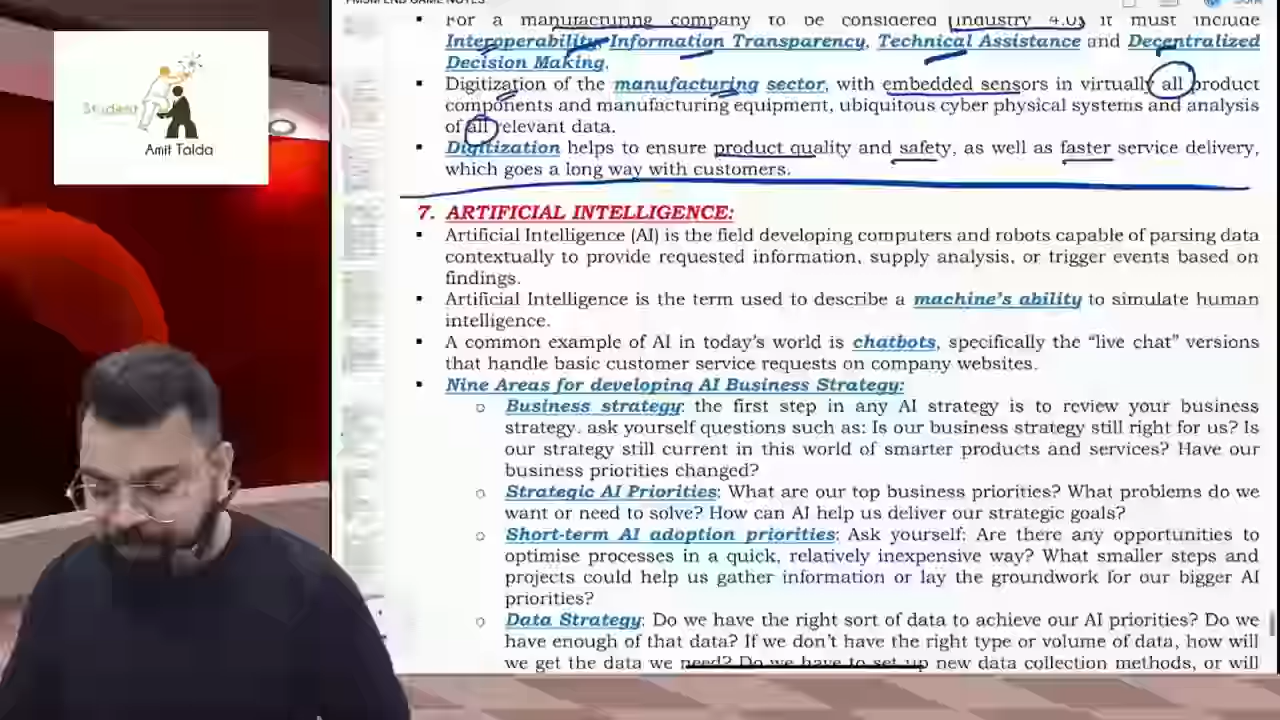 For a manufacturing company to be considered Industry 4.0, it must include
Interoperability, Information Transparency, Technical Assistance and Decentralized
Decision Making.
Digitization of the manufacturing sector, with embedded sensors in virtually all product
components and manufacturing equipment, ubiquitous cyber physical systems and analysis
of all relevant data.
Digitization helps to ensure product quality and safety, as well as faster service delivery,
which goes a long way with customers.
7. ARTIFICIAL INTELLIGENCE:
Artificial Intelligence (AI) is the field developing computers and robots capable of parsing data
contextually to provide requested information, supply analysis, or trigger events based on
findings.
Artificial Intelligence is the term used to describe a machine's ability to simulate human
intelligence.
A common example of AI in today's world is chatbots, specifically the "live chat" versions
that handle basic customer service requests on company websites.
Nine Areas for developing AI Business Strategy:
Business strategy: the first step in any AI strategy is to review your business
strategy. ask yourself questions such as: Is our business strategy still right for us? Is
our strategy still current in this world of smarter products and services? Have our
business priorities changed?
Strategic AI Priorities: What are our top business priorities? What problems do we
want or need to solve? How can AI help us deliver our strategic goals?
Short-term AI adoption priorities: Ask yourself: Are there any opportunities to
optimise processes in a quick, relatively inexpensive way? What smaller steps and
projects could help us gather information or lay the groundwork for our bigger AI
priorities?
Data Strategy: Do we have the right sort of data to achieve our AI priorities? Do we
have enough of that data? If we don't have the right type or volume of data, how will
we get the data we need? Do we have to set up new data collection methods, or will
Student
Amit Talda